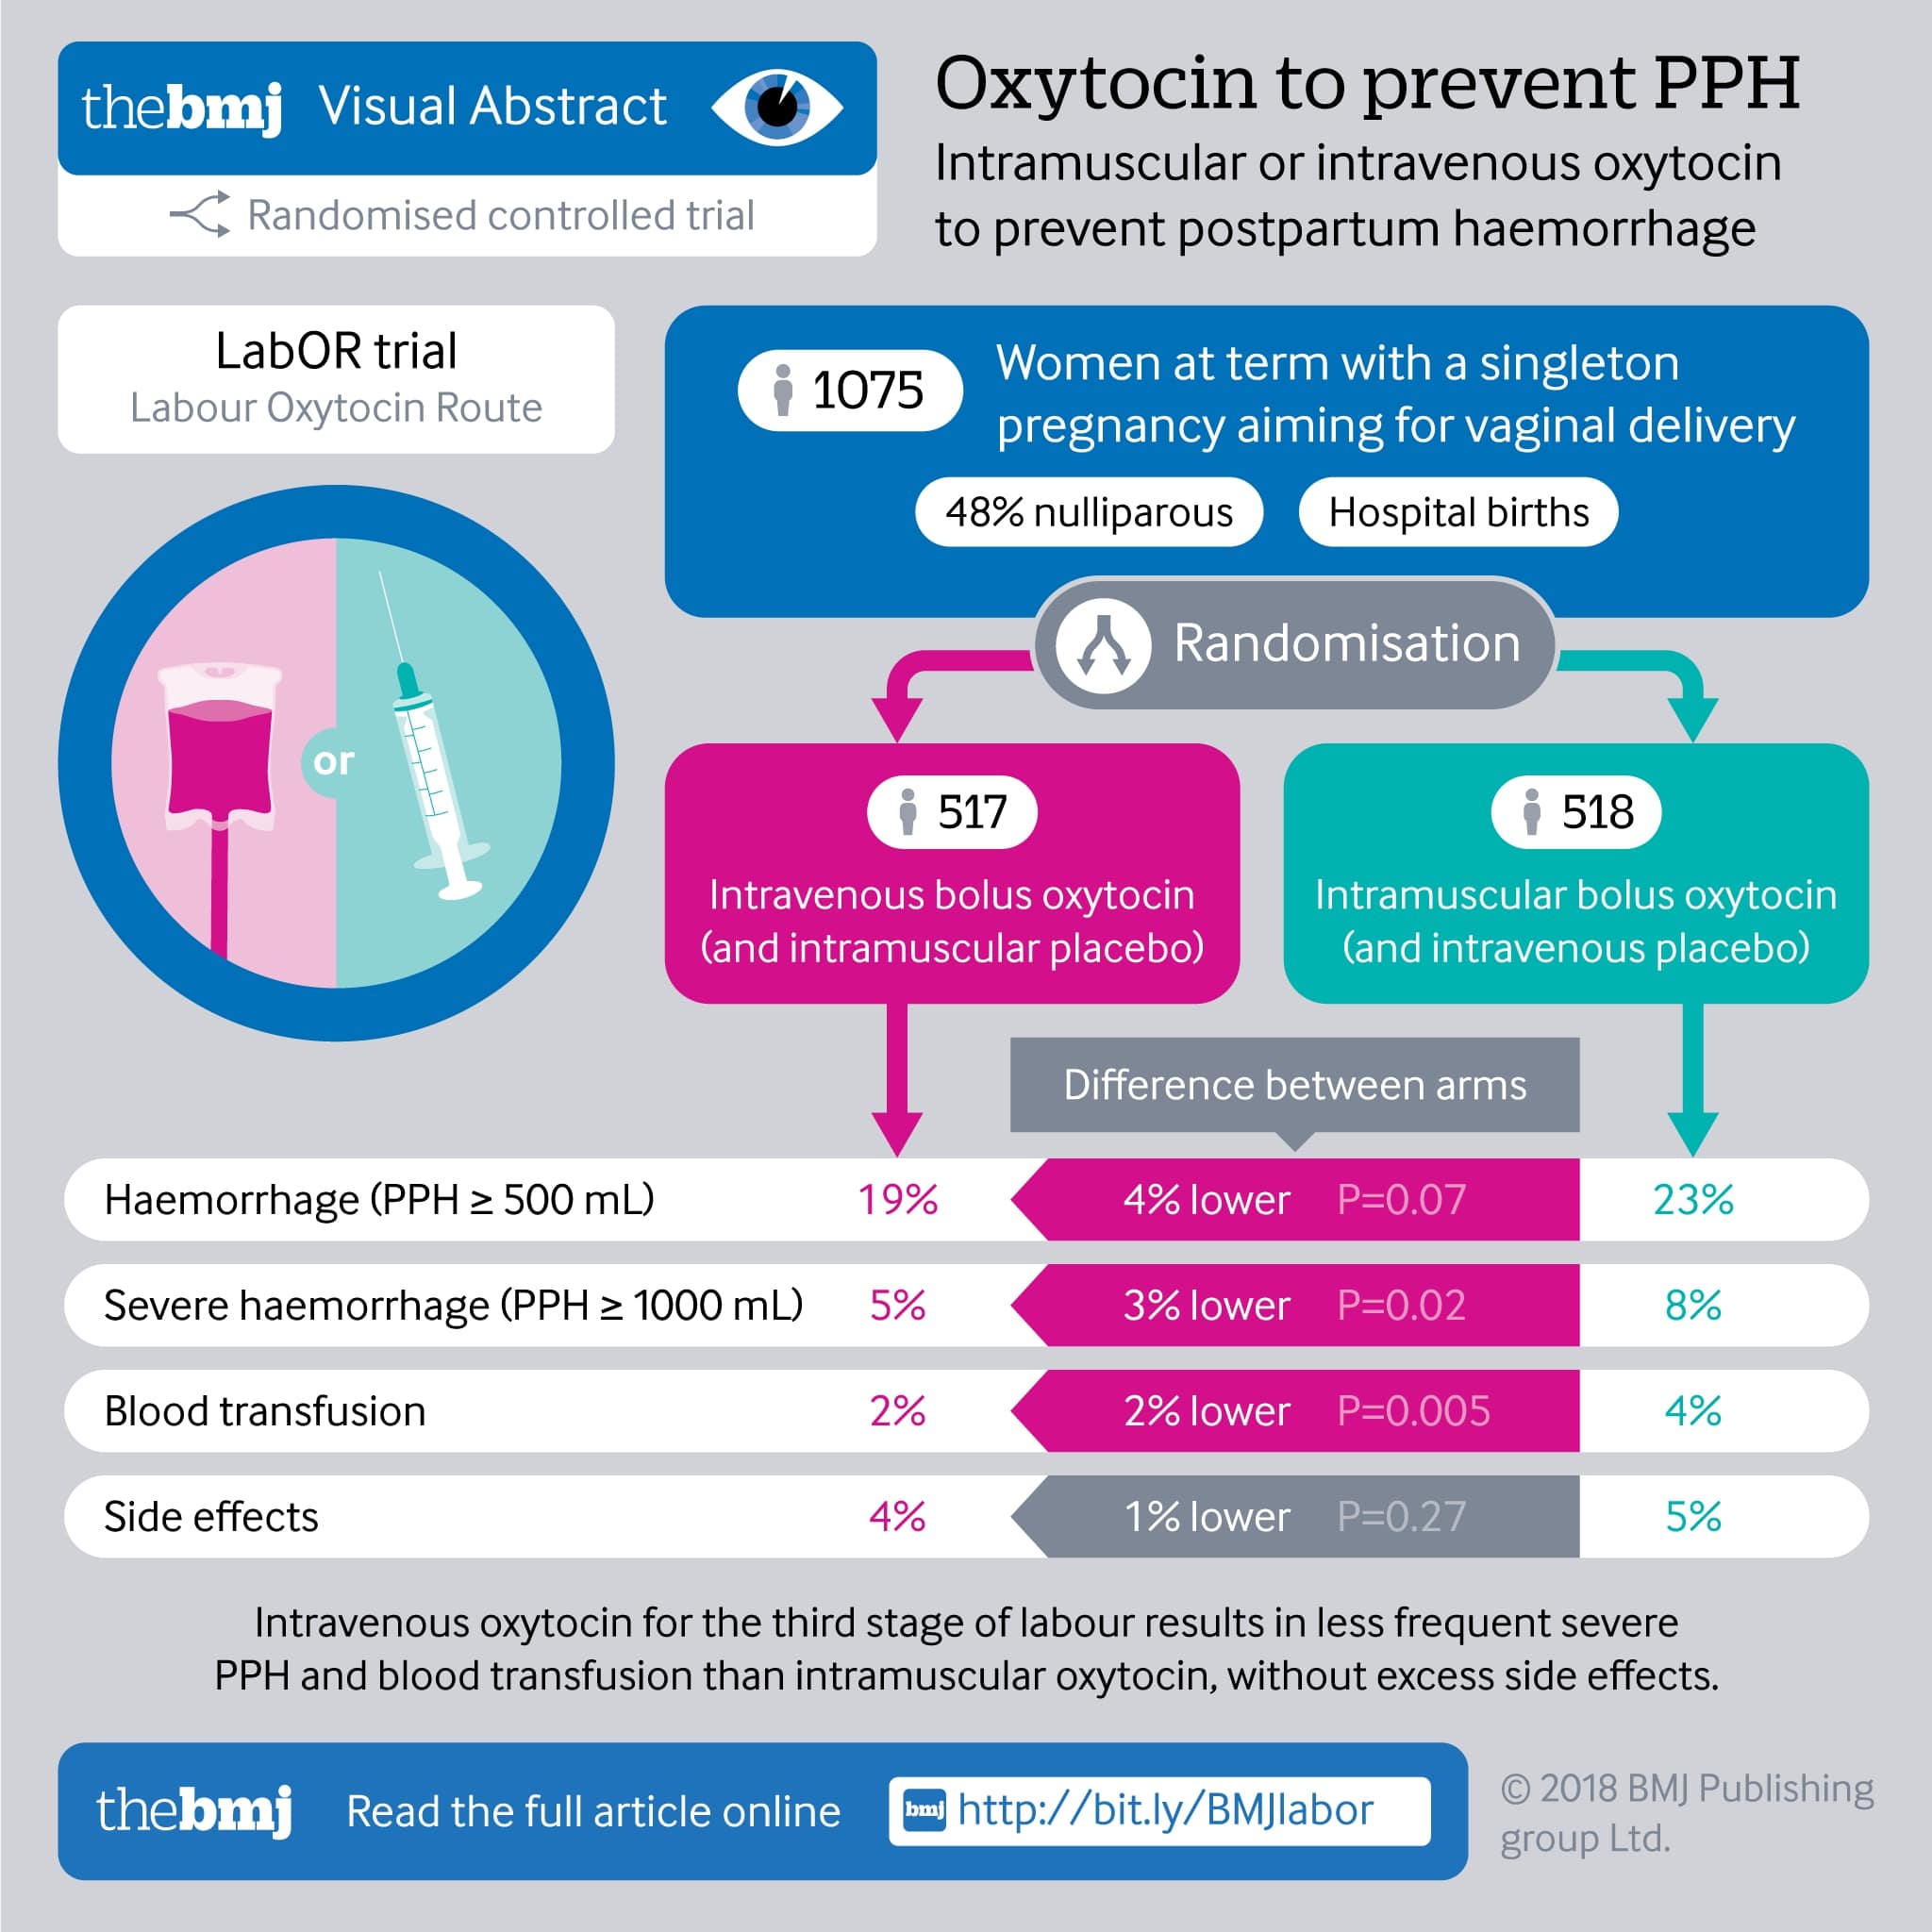 thebmj Visual Abstract
Randomised controlled trial
Oxytocin to prevent PPH
Intramuscular or intravenous oxytocin
to prevent postpartum haemorrhage
LabOR trial
Labour Oxytocin Route
or
1075
Women at term with a singleton
pregnancy aiming for vaginal delivery
48% nulliparous
Hospital births
Randomisation
517
Intravenous bolus oxytocin
(and intramuscular placebo)
518
Intramuscular bolus oxytocin
(and intravenous placebo)
Difference between arms
Haemorrhage (PPH ≥ 500 mL) 19% 4% lower P=0.07 23%
Severe haemorrhage (PPH ≥ 1000 mL) 5% 3% lower P=0.02 8%
Blood transfusion 2% 2% lower P=0.005 4%
Side effects 4% 1% lower P=0.27 5%
Intravenous oxytocin for the third stage of labour results in less frequent severe
PPH and blood transfusion than intramuscular oxytocin, without excess side effects.
thebmj Read the full article online bmj http://bit.ly/BMJlabor
© 2018 BMJ Publishing
group Ltd.